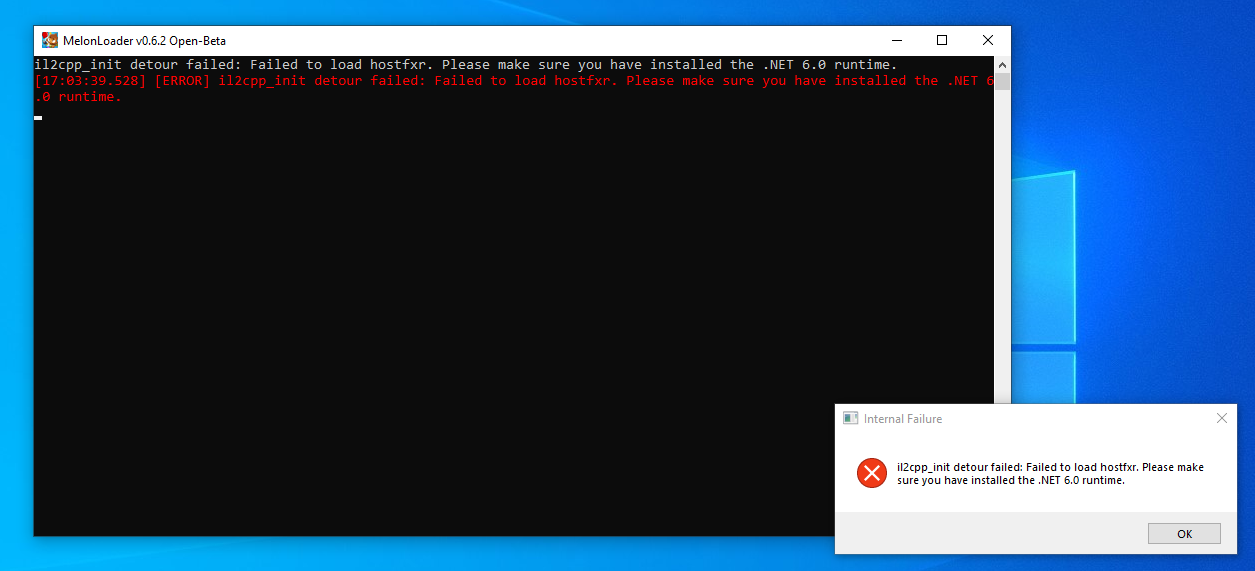 MelonLoader v0.6.2 Open-Beta
il2cpp_init detour failed: Failed to load hostfxr. Please make sure you have installed the .NET 6.0 runtime.
[17:03:39.528] [ERROR] il2cpp_init detour failed: Failed to load hostfxr. Please make sure you have installed the .NET 6
.0 runtime.
Internal Failure
il2cpp_init detour failed: Failed to load hostfxr. Please make
sure you have installed the .NET 6.0 runtime.
OK